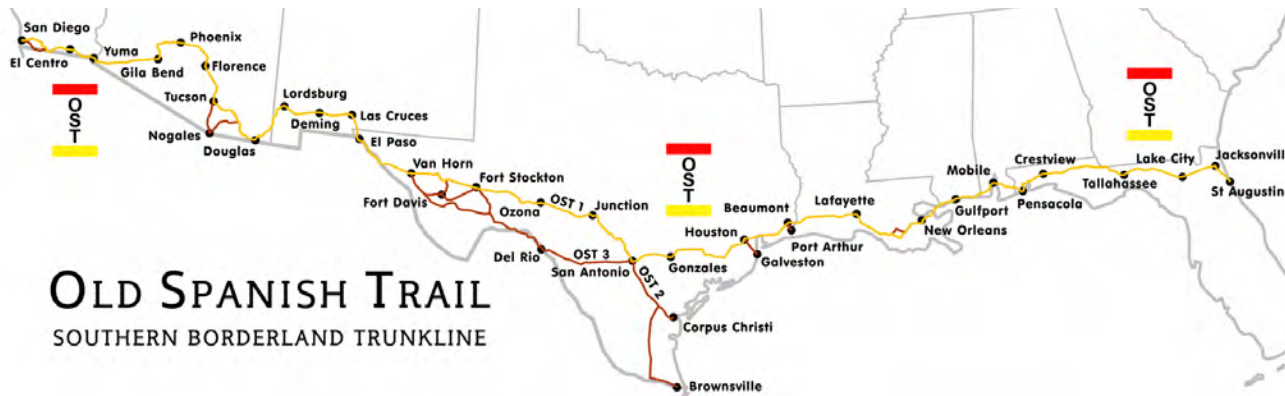 San Diego
El Centro
Yuma
Gila Bend
Phoenix
Florence
Tucson
Nogales
Douglas
Lordsburg
Deming
Las Cruces
El Paso
Van Horn
Fort Davis
Fort Stockton
Ozona
OST 1
Junction
Del Rio
OST 3
San Antonio
OST 2
Corpus Christi
Brownsville
Gonzales
Houston
Galveston
Beaumont
Port Arthur
Lafayette
New Orleans
Gulfport
Mobile
Pensacola
Crestview
Tallahassee
Lake City
Jacksonvill
St Augustin
OST
OST
OST
OLD SPANISH TRAIL
SOUTHERN BORDERLAND TRUNKLINE